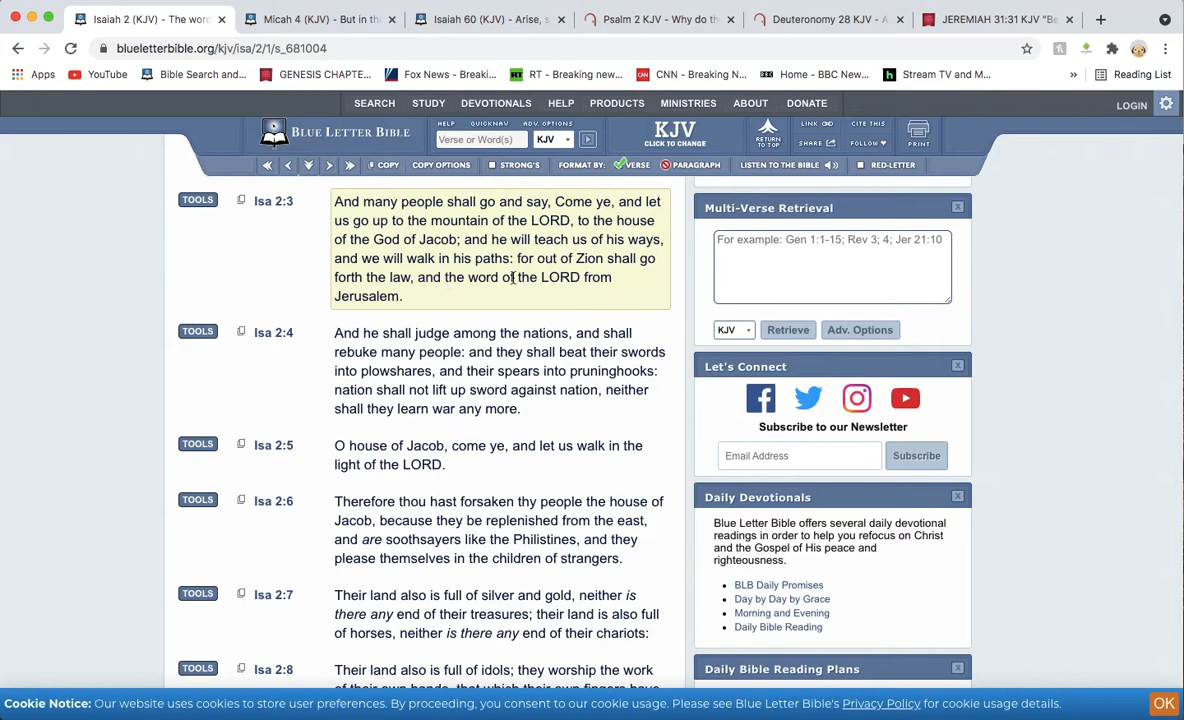 Isaiah 2 (KJV) - The word
Micah 4 (KJV) - But in the
Isaiah 60 (KJV) - Arise, s
Psalm 2 KJV - Why do th
Deuteronomy 28 KJV - A
JEREMIAH 31:31 KJV "Be
blueletterbible.org/kjv/isa/2/1/s_681004
Apps
YouTube
Bible Search and...
GENESIS CHAPTE...
Fox News - Breaki...
RT - Breaking new...
CNN - Breaking N...
Home - BBC New...
Stream TV and M...
»
Reading List
SEARCH
STUDY
DEVOTIONALS
HELP
PRODUCTS
MINISTRIES
ABOUT
DONATE
LOGIN
BLUE LETTER BIBLE
HELP
QUICKNAV
ADV. OPTIONS
Verse or Word(s)
KJV
KJV
CLICK TO CHANGE
RETURN
TO TOP
LINK
SHARE
CITE THIS
FOLLOW
PRINT
COPY
COPY OPTIONS
STRONG'S
FORMAT BY:
VERSE
PARAGRAPH
LISTEN TO THE BIBLE
RED-LETTER
TOOLS
Isa 2:3
And many people shall go and say, Come ye, and let
us go up to the mountain of the LORD, to the house
of the God of Jacob; and he will teach us of his ways,
and we will walk in his paths: for out of Zion shall go
forth the law, and the word of the LORD from
Jerusalem.
TOOLS
Isa 2:4
And he shall judge among the nations, and shall
rebuke many people: and they shall beat their swords
into plowshares, and their spears into pruninghooks:
nation shall not lift up sword against nation, neither
shall they learn war any more.
TOOLS
Isa 2:5
O house of Jacob, come ye, and let us walk in the
light of the LORD.
TOOLS
Isa 2:6
Therefore thou hast forsaken thy people the house of
Jacob, because they be replenished from the east,
and are soothsayers like the Philistines, and they
please themselves in the children of strangers.
TOOLS
Isa 2:7
Their land also is full of silver and gold, neither is
there any end of their treasures; their land is also full
of horses, neither is there any end of their chariots:
TOOLS
Isa 2:8
Their land also is full of idols; they worship the work
of their own hands, that which their own fingers have
Multi-Verse Retrieval
For example: Gen 1:1-15; Rev 3; 4; Jer 21:10
KJV
Retrieve
Adv. Options
Let's Connect
Subscribe to our Newsletter
Email Address
Subscribe
Daily Devotionals
Blue Letter Bible offers several daily devotional
readings in order to help you refocus on Christ
and the Gospel of His peace and
righteousness.
BLB Daily Promises
Day by Day by Grace
Morning and Evening
Daily Bible Reading
Daily Bible Reading Plans
Cookie Notice: Our website uses cookies to store user preferences. By proceeding, you consent to our cookie usage. Please see Blue Letter Bible's Privacy Policy for cookie usage details.
OK